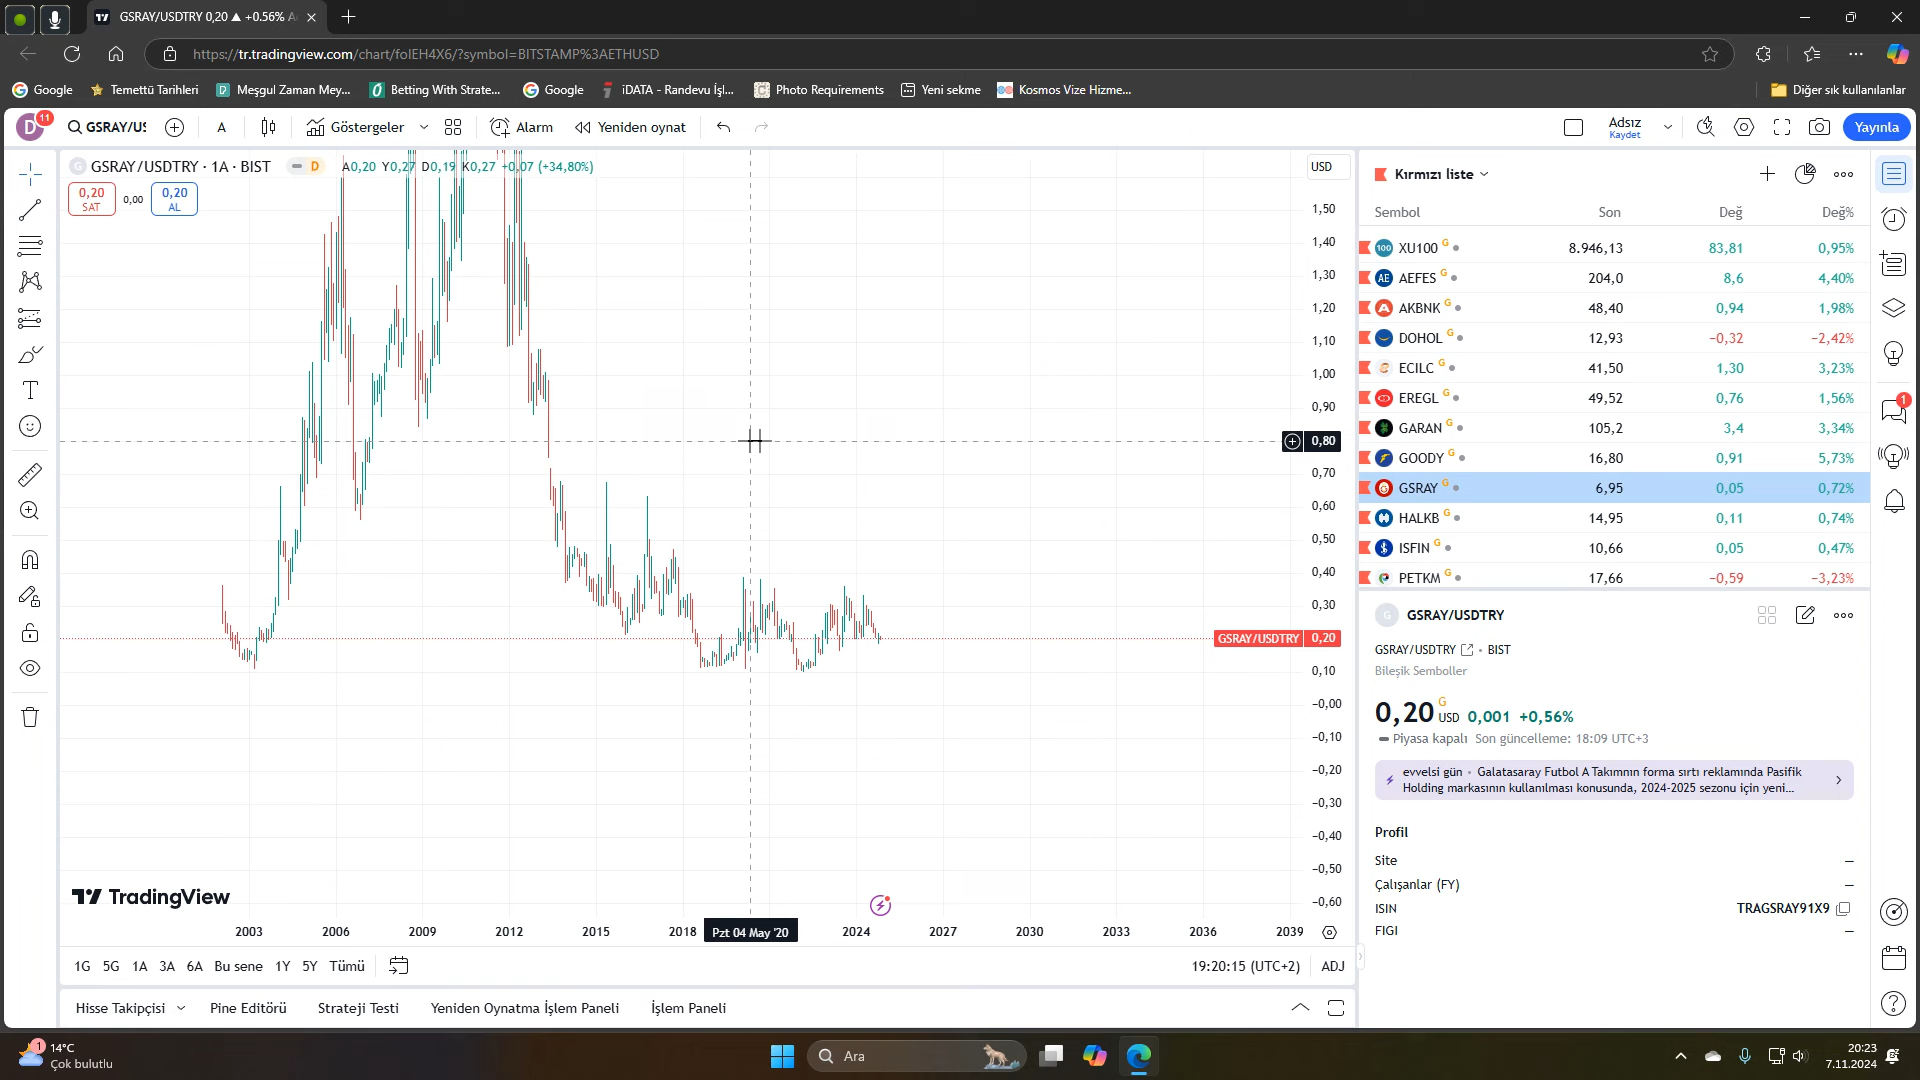 GSRAY/USDTRY 0,20 ▲ +0.56% A
https://tr.tradingview.com/chart/folEH4X6/?symbol=BITSTAMP%3AETHUSD
Google
Temettü Tarihleri
Meşgul Zaman Mey...
Betting With Strate...
Google
iDATA - Randevu İşl...
Photo Requirements
Yeni sekme
Kosmos Vize Hizme...
Diğer sık kullanılanlar
D
11
GSRAY/US
A
Göstergeler
Alarm
Yeniden oynat
Adsız
Kaydet
Yayınla
GSRAY/USDTRY · 1A · BIST
D
A0,20 Y0,27 D0,19 K0,27 +0,07 (+34,80%)
0,20
SAT
0,00
0,20
AL
USD
1,50
1,40
1,30
1,20
1,10
1,00
0,90
0,80
0,70
0,60
0,50
0,40
0,30
GSRAY/USDTRY 0,20
0,10
−0,00
−0,10
−0,20
−0,30
−0,40
−0,50
−0,60
TradingView
2003 2006 2009 2012 2015 2018 Pzt 04 May '20 2024 2027 2030 2033 2036 2039
1G 5G 1A 3A 6A Bu sene 1Y 5Y Tümü
19:20:15 (UTC+2) ADJ
Hisse Takipçisi Pine Editörü Strateji Testi Yeniden Oynatma İşlem Paneli İşlem Paneli
Kırmızı liste
Sembol Son Değ Değ%
100 XU100 G 8.946,13 83,81 0,95%
AE AEFES G 204,0 8,6 4,40%
AKBNK G 48,40 0,94 1,98%
DOHOL G 12,93 −0,32 −2,42%
ECILC G 41,50 1,30 3,23%
EREGL G 49,52 0,76 1,56%
GARAN G 105,2 3,4 3,34%
GOODY G 16,80 0,91 5,73%
GSRAY G 6,95 0,05 0,72%
HALKB G 14,95 0,11 0,74%
ISFIN G 10,66 0,05 0,47%
PETKM G 17,66 −0,59 −3,23%
G GSRAY/USDTRY
GSRAY/USDTRY • BIST
Bileşik Semboller
0,20 G USD 0,001 +0,56%
Piyasa kapalı Son güncelleme: 18:09 UTC+3
evvelsi gün • Galatasaray Futbol A Takımnın forma sırtı reklamında Pasifik
Holding markasının kullanılması konusunda, 2024-2025 sezonu için yeni...
Profil
Site —
Çalışanlar (FY) —
ISIN TRAGSRAY91X9
FIGI —
1
1
14°C
Çok bulutlu
Ara
20:23
7.11.2024